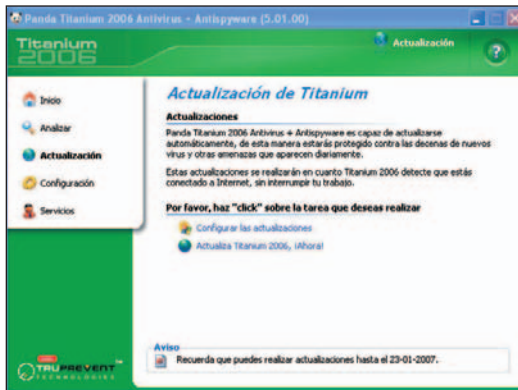 Panda Titanium 2006 Antivirus + Antispyware (5.01.00)
Titanium
2006
Actualización
?
Inicio
Analizar
Actualización
Configuración
Servicios
Actualización de Titanium
Actualizaciones
Panda Titanium 2006 Antivirus + Antispyware es capaz de actualizarse
automáticamente, de esta manera estarás protegido contra las decenas de nuevos
virus y otras amenazas que aparecen diariamente.
Estas actualizaciones se realizarán en cuanto Titanium 2006 detecte que estás
conectado a Internet, sin interrumpir tu trabajo.
Por favor, haz "click" sobre la tarea que deseas realizar
Configurar las actualizaciones
Actualiza Titanium 2006, ¡Ahora!
Aviso
Recuerda que puedes realizar actualizaciones hasta el 23-01-2007.
TRUPREVENT
TECHNOLOGIES